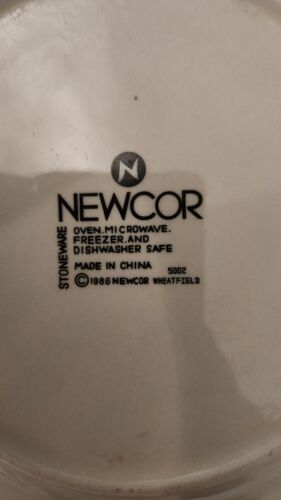 N
NEWCOR
STONEWARE
OVEN.MICROWAVE.
FREEZER.AND
DISHWASHER SAFE
MADE IN CHINA 5002
©1986 NEWCOR WHEATFIELD